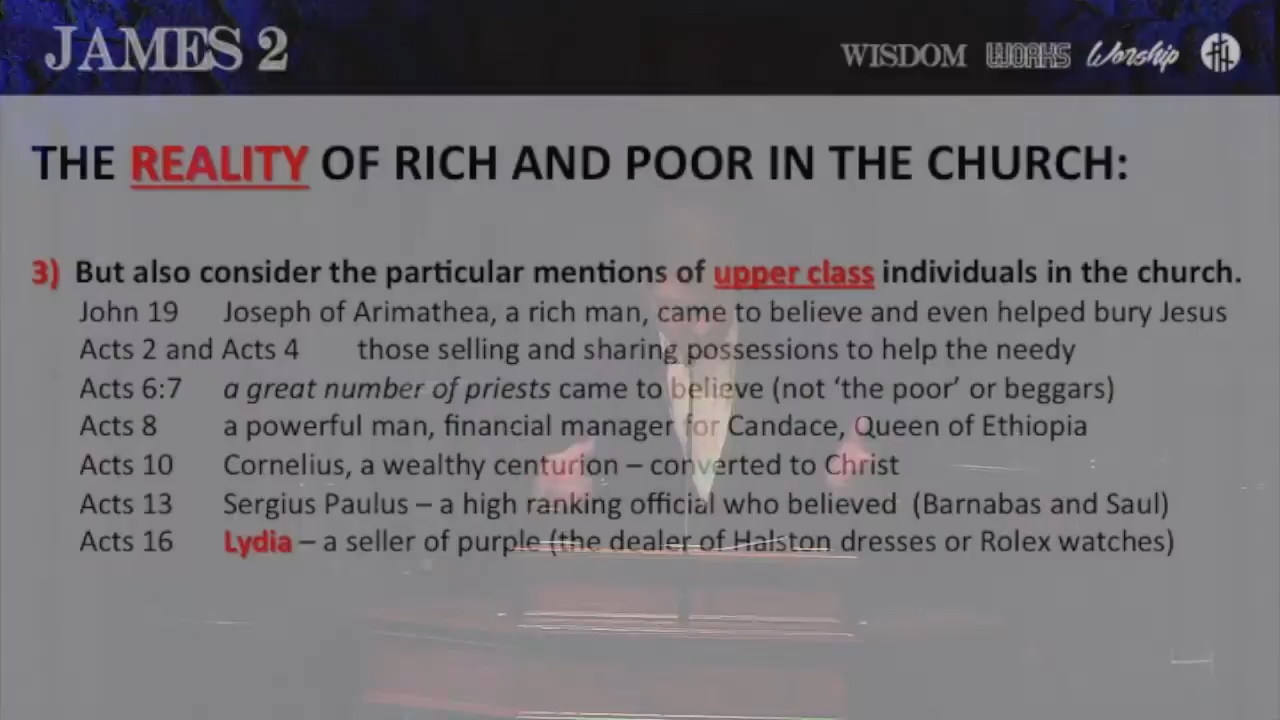 JAMES 2
WISDOM WORKS Worship
THE REALITY OF RICH AND POOR IN THE CHURCH:
3) But also consider the particular mentions of upper class individuals in the church.
John 19 Joseph of Arimathea, a rich man, came to believe and even helped bury Jesus
Acts 2 and Acts 4 those selling and sharing possessions to help the needy
Acts 6:7 a great number of priests came to believe (not ‘the poor’ or beggars)
Acts 8 a powerful man, financial manager for Candace, Queen of Ethiopia
Acts 10 Cornelius, a wealthy centurion – converted to Christ
Acts 13 Sergius Paulus – a high ranking official who believed (Barnabas and Saul)
Acts 16 Lydia – a seller of purple (the dealer of Halston dresses or Rolex watches)